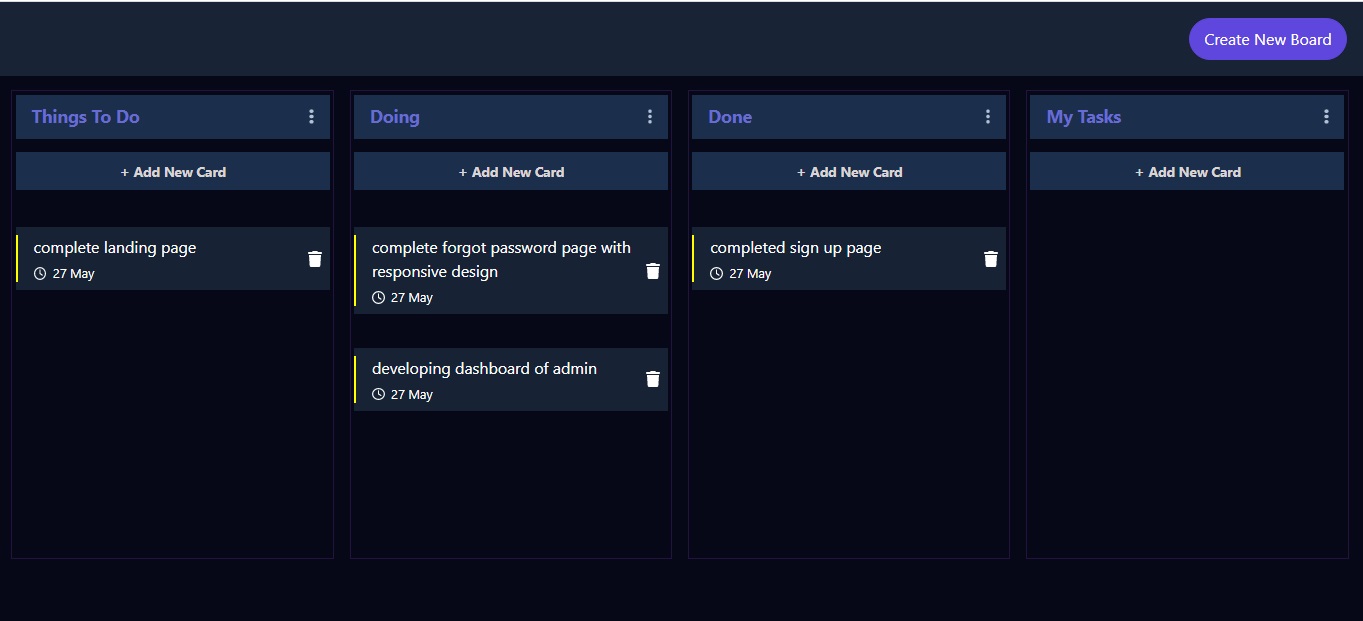 Create New Board
Things To Do
+ Add New Card
complete landing page
27 May
Doing
+ Add New Card
complete forgot password page with
responsive design
27 May
developing dashboard of admin
27 May
Done
+ Add New Card
completed sign up page
27 May
My Tasks
+ Add New Card